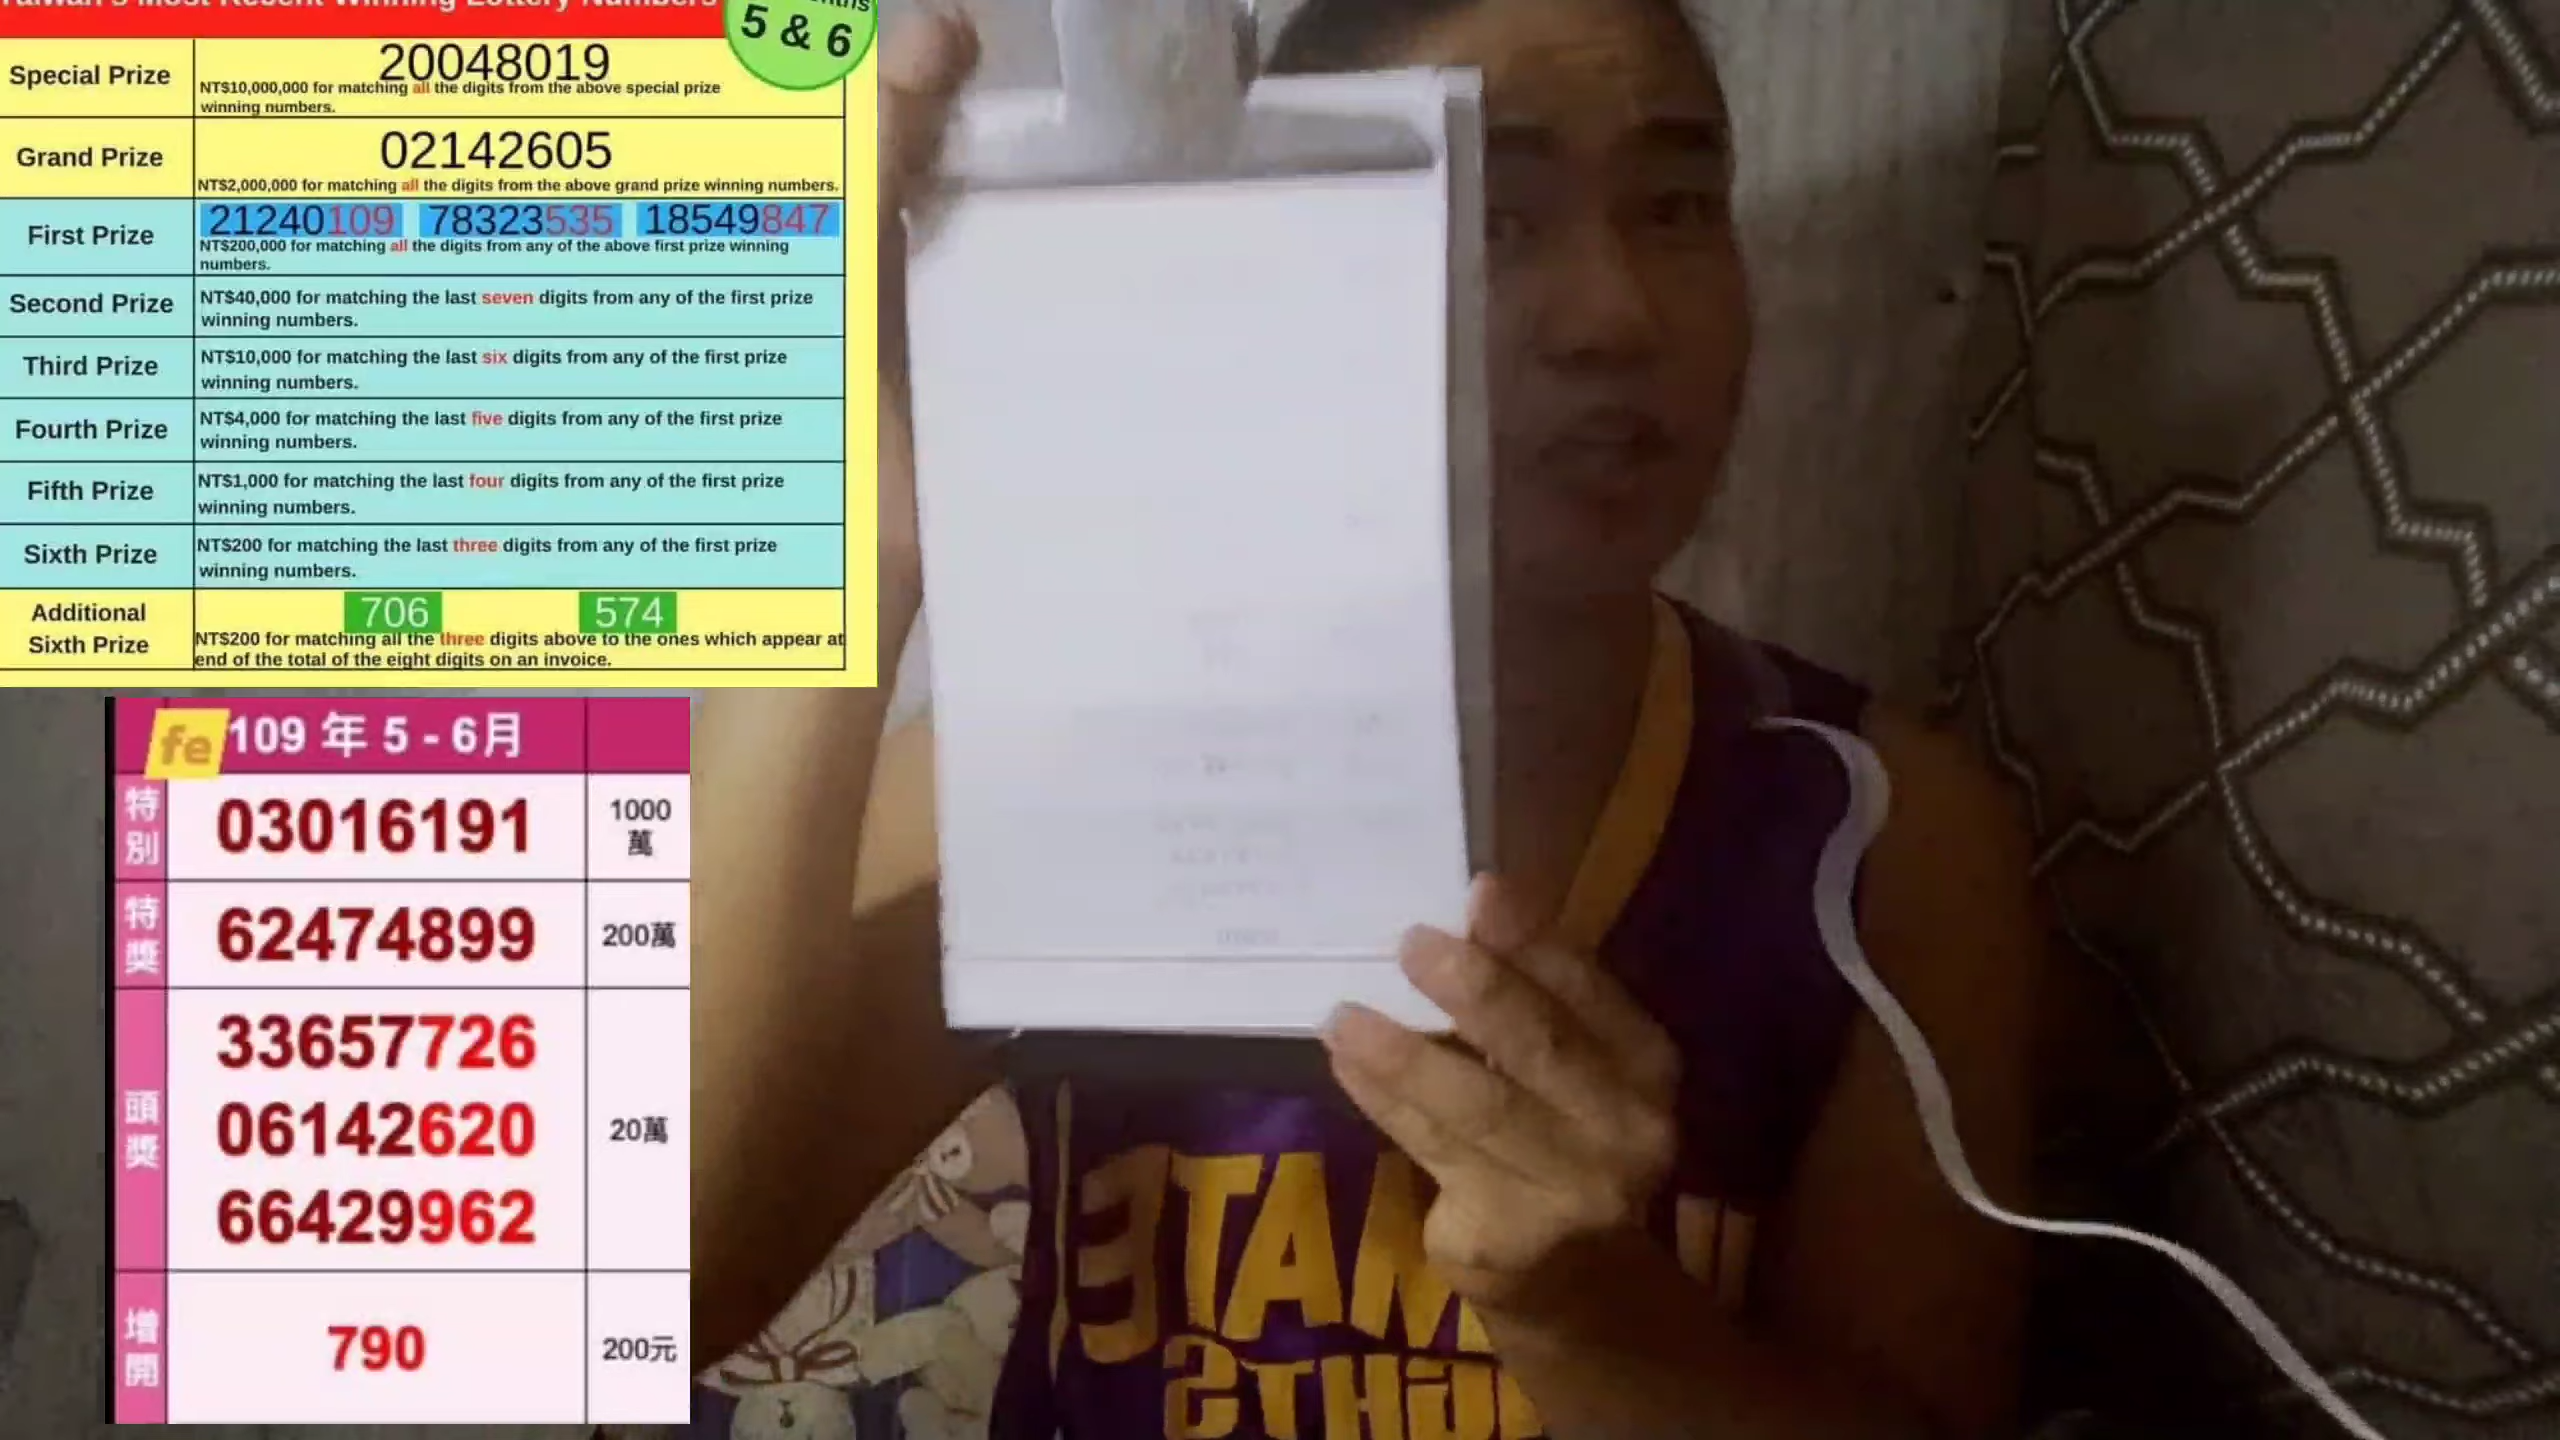 Taiwan's Most Recent Winning Lottery Numbers
5 & 6
Special Prize
20048019
NT$10,000,000 for matching all the digits from the above special prize
winning numbers.
Grand Prize
02142605
NT$2,000,000 for matching all the digits from the above grand prize winning numbers.
First Prize
21240109 78323535 18549847
NT$200,000 for matching all the digits from any of the above first prize winning
numbers.
Second Prize
NT$40,000 for matching the last seven digits from any of the first prize
winning numbers.
Third Prize
NT$10,000 for matching the last six digits from any of the first prize
winning numbers.
Fourth Prize
NT$4,000 for matching the last five digits from any of the first prize
winning numbers.
Fifth Prize
NT$1,000 for matching the last four digits from any of the first prize
winning numbers.
Sixth Prize
NT$200 for matching the last three digits from any of the first prize
winning numbers.
Additional
Sixth Prize
706 574
NT$200 for matching all the three digits above to the ones which appear at
end of the total of the eight digits on an invoice.
fe 109 年 5 - 6月
特別
03016191
1000
萬
特獎
62474899
200萬
頭獎
33657726
06142620
66429962
20萬
增開
790
200元